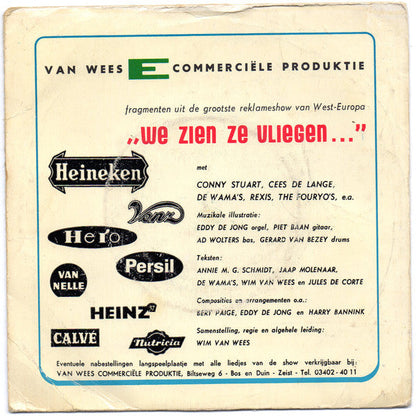 VAN WEES E COMMERCIËLE PRODUKTIE
fragmenten uit de grootste reklameshow van West-Europa
„we zien ze vliegen..."
Heineken
met
CONNY STUART, CEES DE LANGE,
DE WAMA'S, REXIS, THE FOURYO'S, e.a.
Venz
Muzikale illustratie:
EDDY DE JONG orgel, PIET BAAN gitaar,
AD WOLTERS bas, GERARD VAN BEZEY drums
Hero
Persil
VAN
NELLE
Teksten:
ANNIE M. G. SCHMIDT, JAAP MOLENAAR,
DE WAMA'S, WIM VAN WEES en JULES DE CORTE
HEINZ 57
Composities en arrangementen o.a.:
BERT PAIGE, EDDY DE JONG en HARRY BANNINK
CALVÉ
Nutricia
Samenstelling, regie en algehele leiding:
WIM VAN WEES
Eventuele nabestellingen langspeelplaatje met alle liedjes van de show verkrijgbaar bij:
VAN WEES COMMERCIËLE PRODUKTIE, Biltseweg 6 - Bos en Duin - Zeist - Tel. 03402 - 40 11